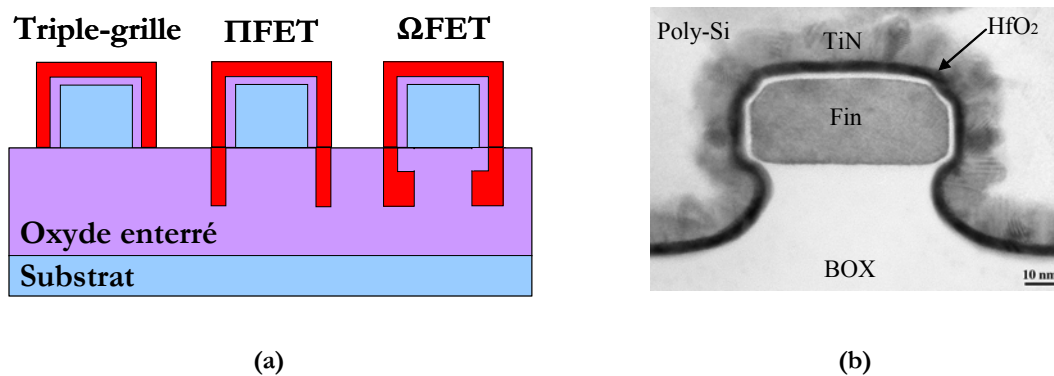 Triple-grille ΠFET ΩFET
Oxyde enterré
Substrat
(a)
Poly-Si TiN HfO₂
Fin
BOX
10 nm
(b)